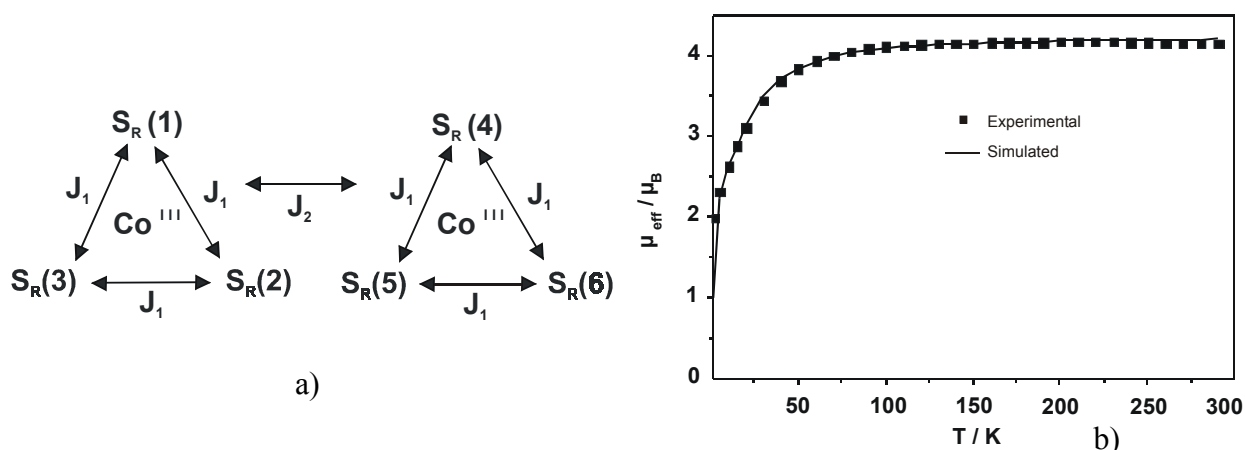 S_R (1)
S_R (4)
J_1
J_1
J_2
J_1
J_1
Co III
Co III
S_R(3)
S_R(2)
S_R(5)
S_R(6)
J_1
J_1
a)
μ eff / μ_B
4
3
2
1
0
Experimental
Simulated
50
100
150
200
250
300
T / K
b)